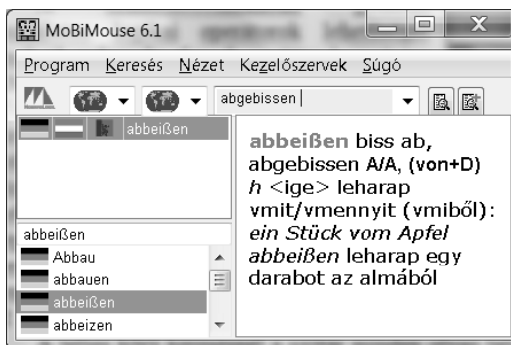 MoBiMouse 6.1
Program Keresés Nézet Kezelőszervek Súgó
abgebissen
abbeißen
abbeißen
Abbau
abbauen
abbeißen
abbeizen
abbeißen biss ab,
abgebissen A/A, (von+D)
h <ige> leharap
vmit/vmennyit (vmiből):
ein Stück vom Apfel
abbeißen leharap egy
darabot az almából